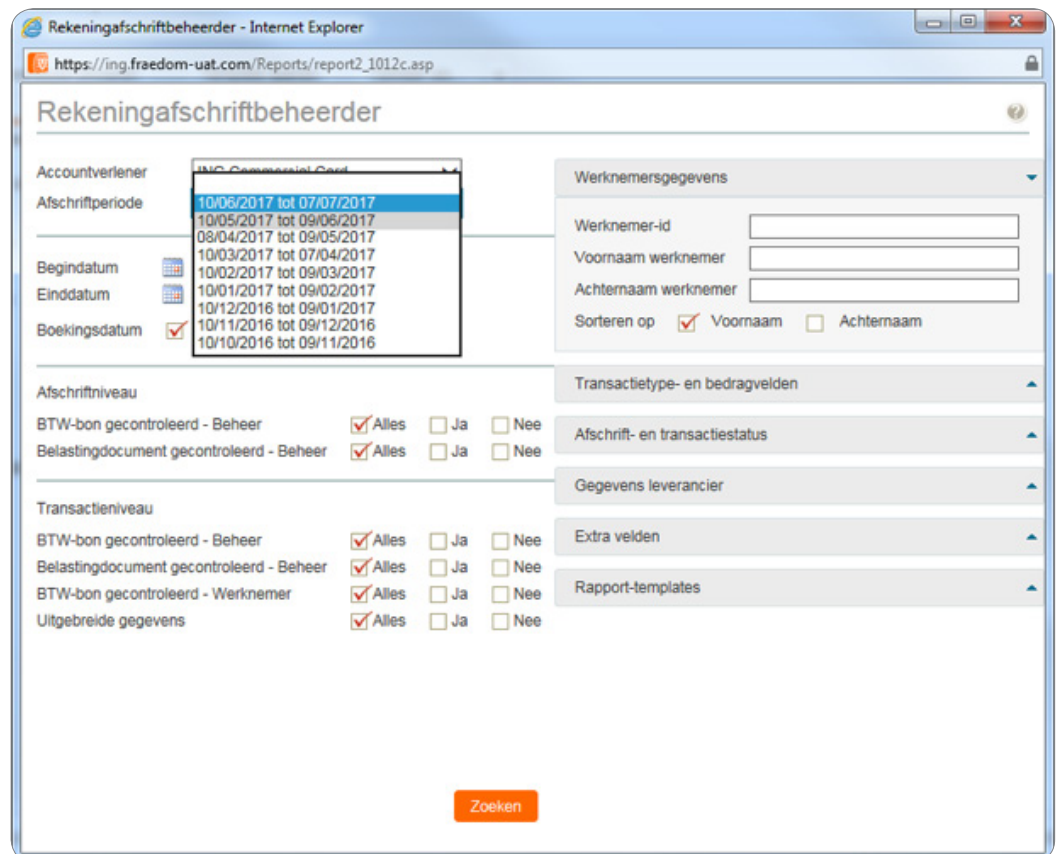 Rekeningafschriftbeheerder - Internet Explorer
https://ing.fraedom-uat.com/Reports/report2_1012c.asp
Rekeningafschriftbeheerder
Accountverlener ING Commercial Card
Afschriftperiode
10/06/2017 tot 07/07/2017
10/05/2017 tot 09/06/2017
08/04/2017 tot 09/05/2017
10/03/2017 tot 07/04/2017
10/02/2017 tot 09/03/2017
10/01/2017 tot 09/02/2017
10/12/2016 tot 09/01/2017
10/11/2016 tot 09/12/2016
10/10/2016 tot 09/11/2016
Begindatum
Einddatum
Boekingsdatum
Afschriftniveau
BTW-bon gecontroleerd - Beheer Alles Ja Nee
Belastingdocument gecontroleerd - Beheer Alles Ja Nee
Transactieniveau
BTW-bon gecontroleerd - Beheer Alles Ja Nee
Belastingdocument gecontroleerd - Beheer Alles Ja Nee
BTW-bon gecontroleerd - Werknemer Alles Ja Nee
Uitgebreide gegevens Alles Ja Nee
Werknemersgegevens
Werknemer-id
Voornaam werknemer
Achternaam werknemer
Sorteren op Voornaam Achternaam
Transactietype- en bedragvelden
Afschrift- en transactiestatus
Gegevens leverancier
Extra velden
Rapport-templates
Zoeken